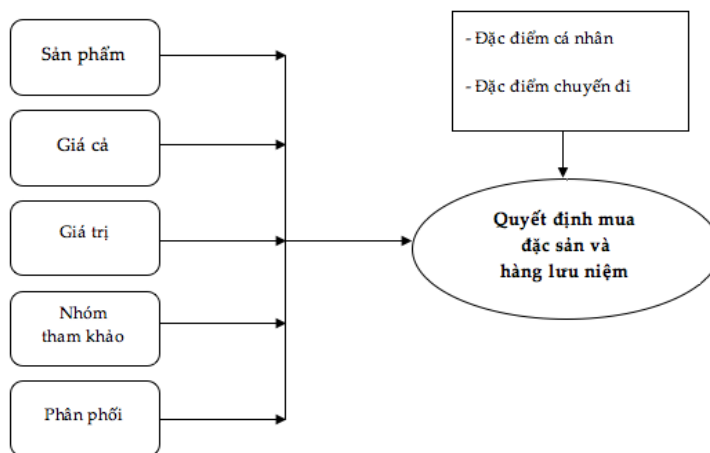 Sản phẩm
Giá cả
Giá trị
Nhóm
tham khảo
Phân phối
- Đặc điểm cá nhân
- Đặc điểm chuyến đi
Quyết định mua
đặc sản và
hàng lưu niệm